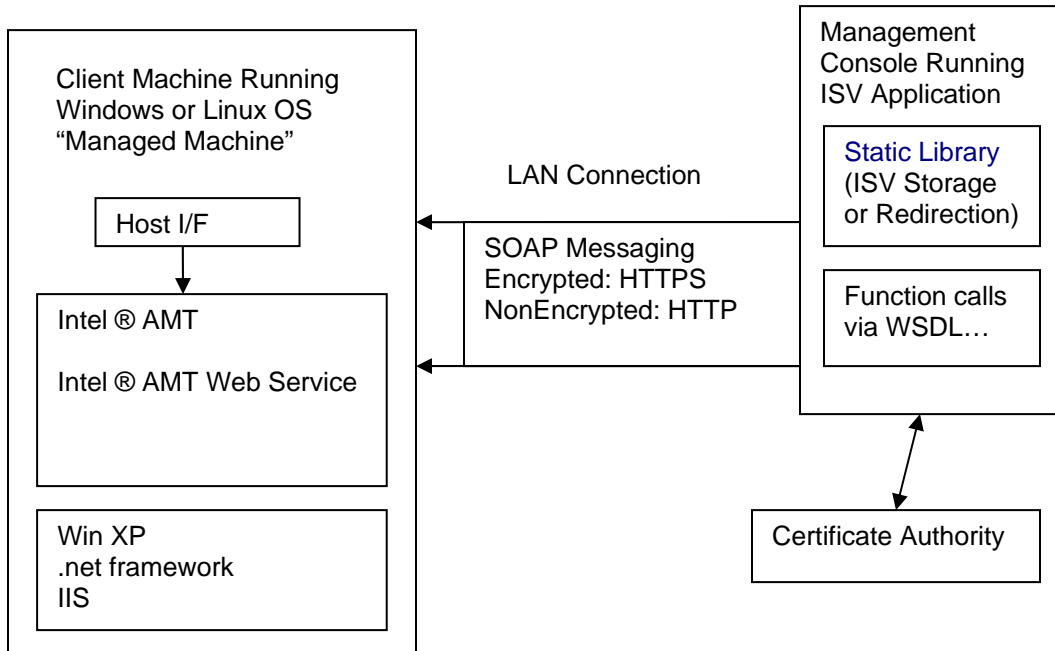 Client Machine Running
Windows or Linux OS
“Managed Machine”
Host I/F
Intel ® AMT
Intel ® AMT Web Service
Win XP
.net framework
IIS
LAN Connection
SOAP Messaging
Encrypted: HTTPS
NonEncrypted: HTTP
Management
Console Running
ISV Application
Static Library
(ISV Storage
or Redirection)
Function calls
via WSDL…
Certificate Authority